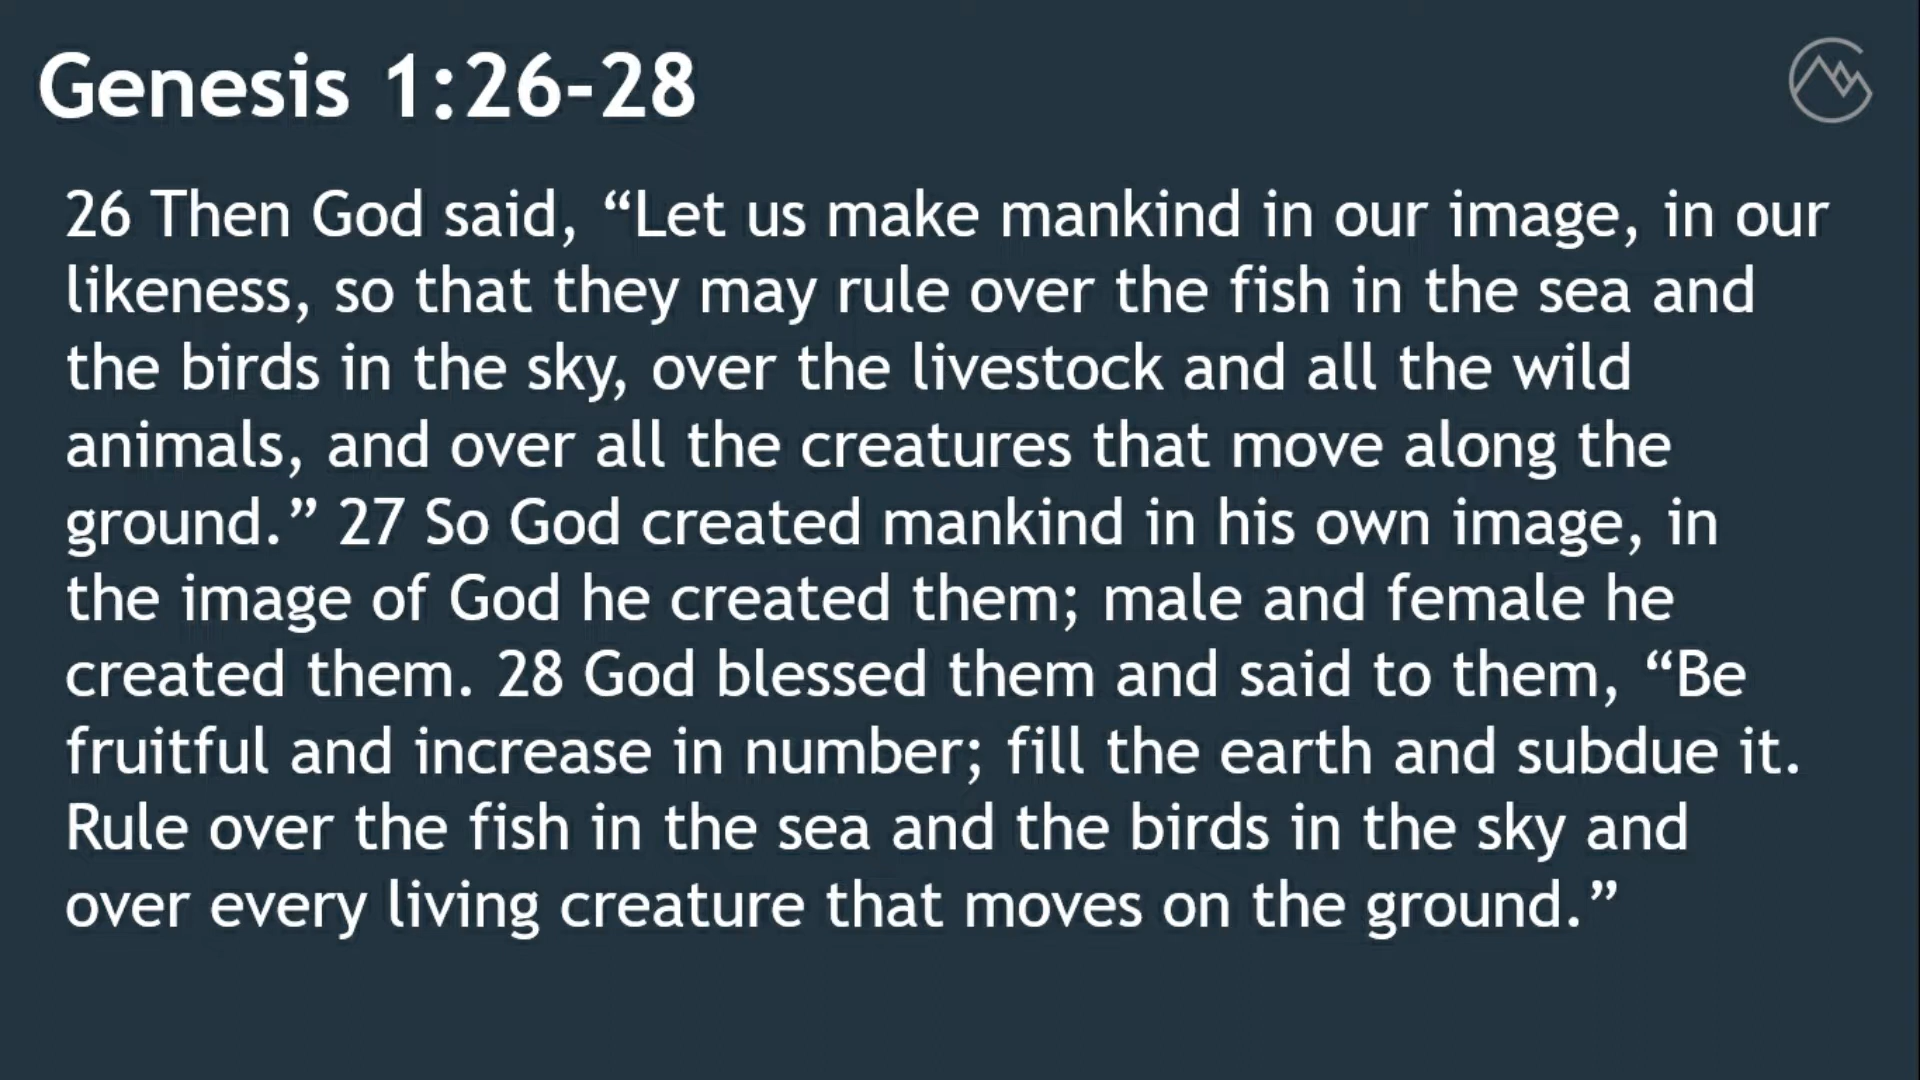 Genesis 1:26-28
26 Then God said, “Let us make mankind in our image, in our
likeness, so that they may rule over the fish in the sea and
the birds in the sky, over the livestock and all the wild
animals, and over all the creatures that move along the
ground.” 27 So God created mankind in his own image, in
the image of God he created them; male and female he
created them. 28 God blessed them and said to them, “Be
fruitful and increase in number; fill the earth and subdue it.
Rule over the fish in the sea and the birds in the sky and
over every living creature that moves on the ground.”